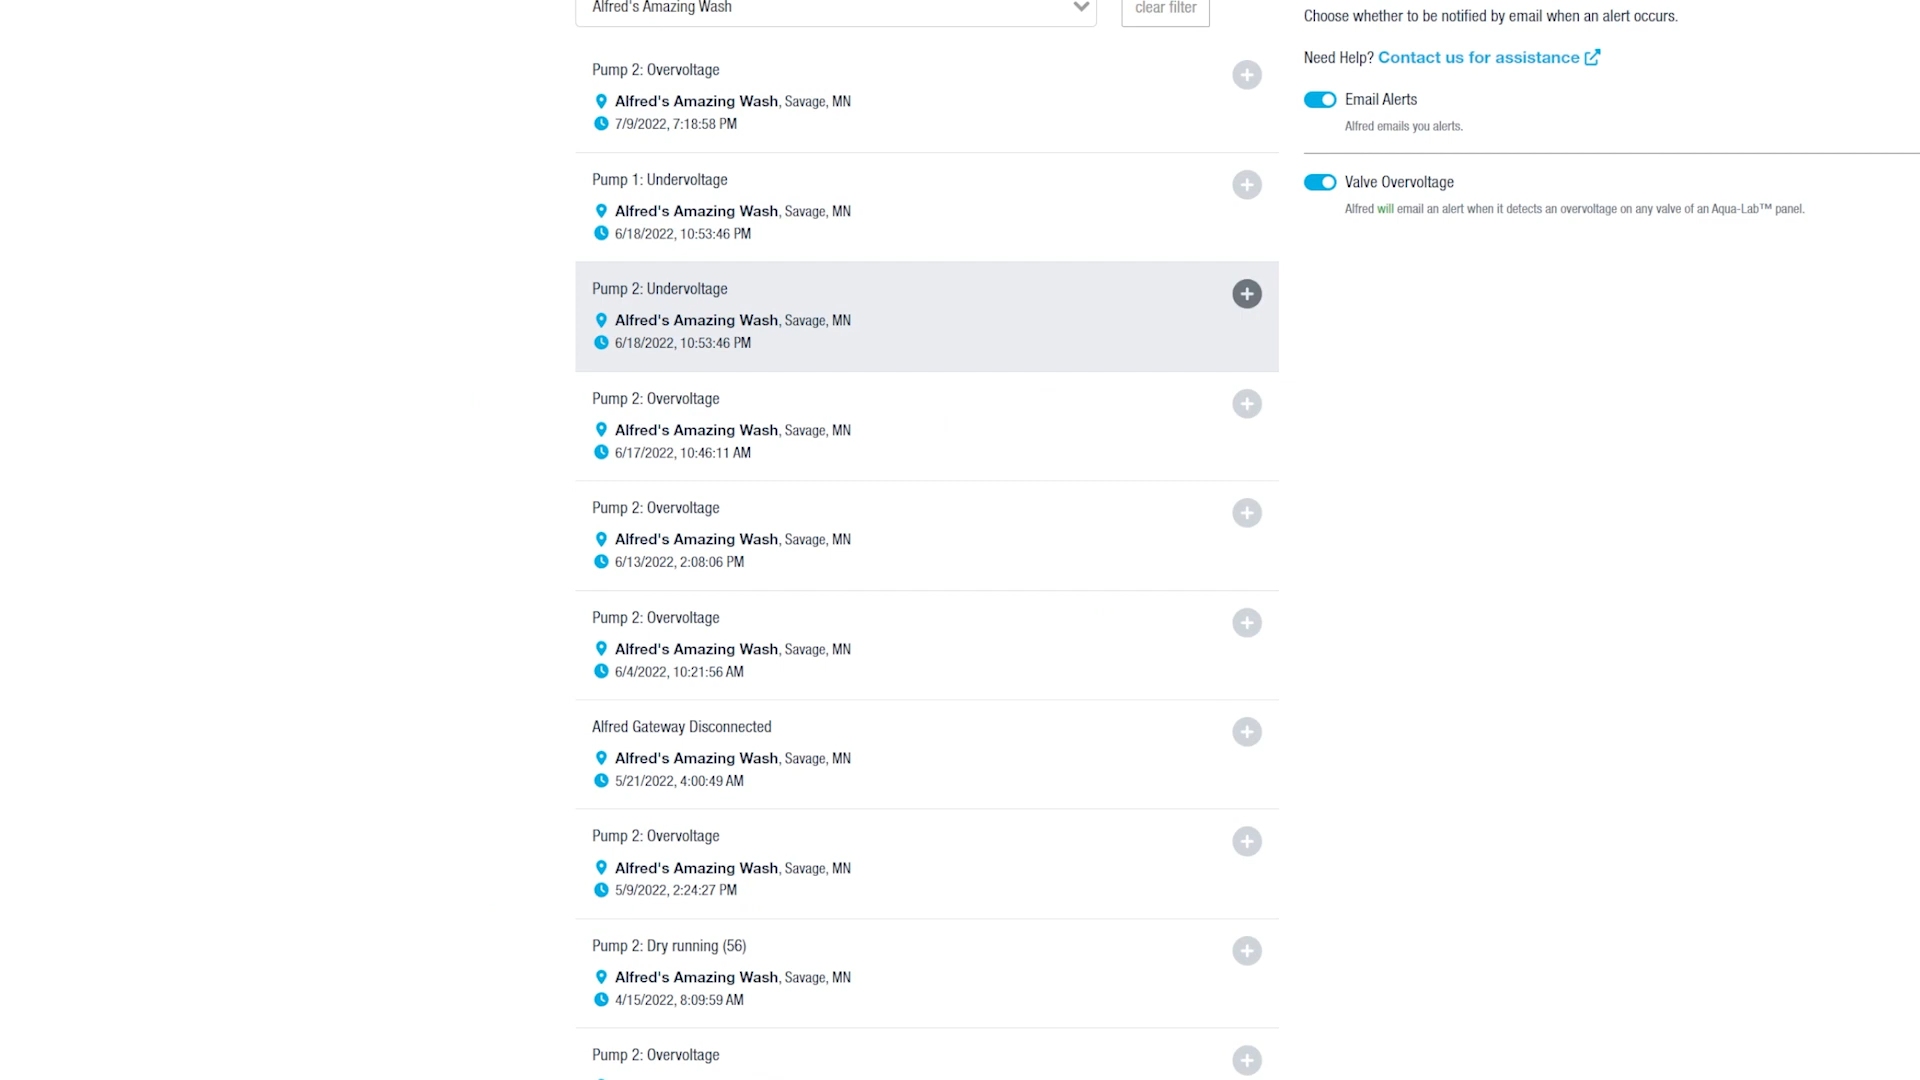 Alfred's Amazing Wash
clear filter
Pump 2: Overvoltage
Alfred's Amazing Wash, Savage, MN
7/9/2022, 7:18:58 PM
Pump 1: Undervoltage
Alfred's Amazing Wash, Savage, MN
6/18/2022, 10:53:46 PM
Pump 2: Undervoltage
Alfred's Amazing Wash, Savage, MN
6/18/2022, 10:53:46 PM
Pump 2: Overvoltage
Alfred's Amazing Wash, Savage, MN
6/17/2022, 10:46:11 AM
Pump 2: Overvoltage
Alfred's Amazing Wash, Savage, MN
6/13/2022, 2:08:06 PM
Pump 2: Overvoltage
Alfred's Amazing Wash, Savage, MN
6/4/2022, 10:21:56 AM
Alfred Gateway Disconnected
Alfred's Amazing Wash, Savage, MN
5/21/2022, 4:00:49 AM
Pump 2: Overvoltage
Alfred's Amazing Wash, Savage, MN
5/9/2022, 2:24:27 PM
Pump 2: Dry running (56)
Alfred's Amazing Wash, Savage, MN
4/15/2022, 8:09:59 AM
Pump 2: Overvoltage
Choose whether to be notified by email when an alert occurs.
Need Help? Contact us for assistance
Email Alerts
Alfred emails you alerts.
Valve Overvoltage
Alfred will email an alert when it detects an overvoltage on any valve of an Aqua-Lab™ panel.